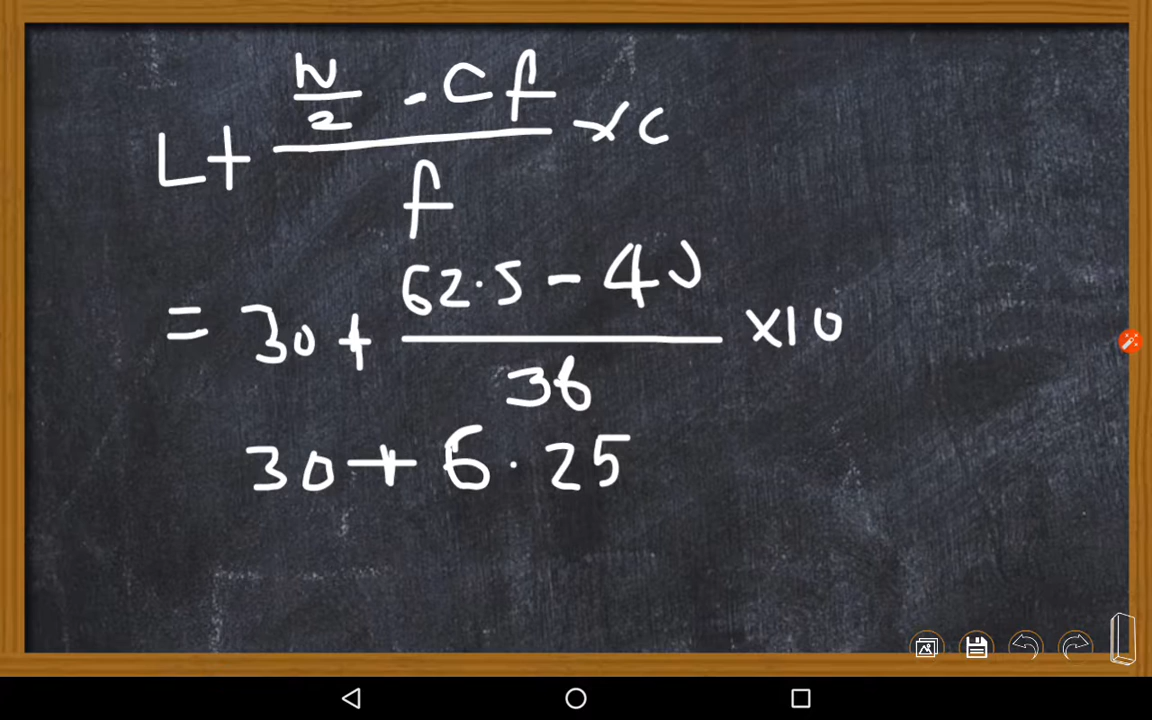 L + (N/2 - Cf)/f × c
= 30 + (62.5 - 40)/36 × 10
30 + 6.25